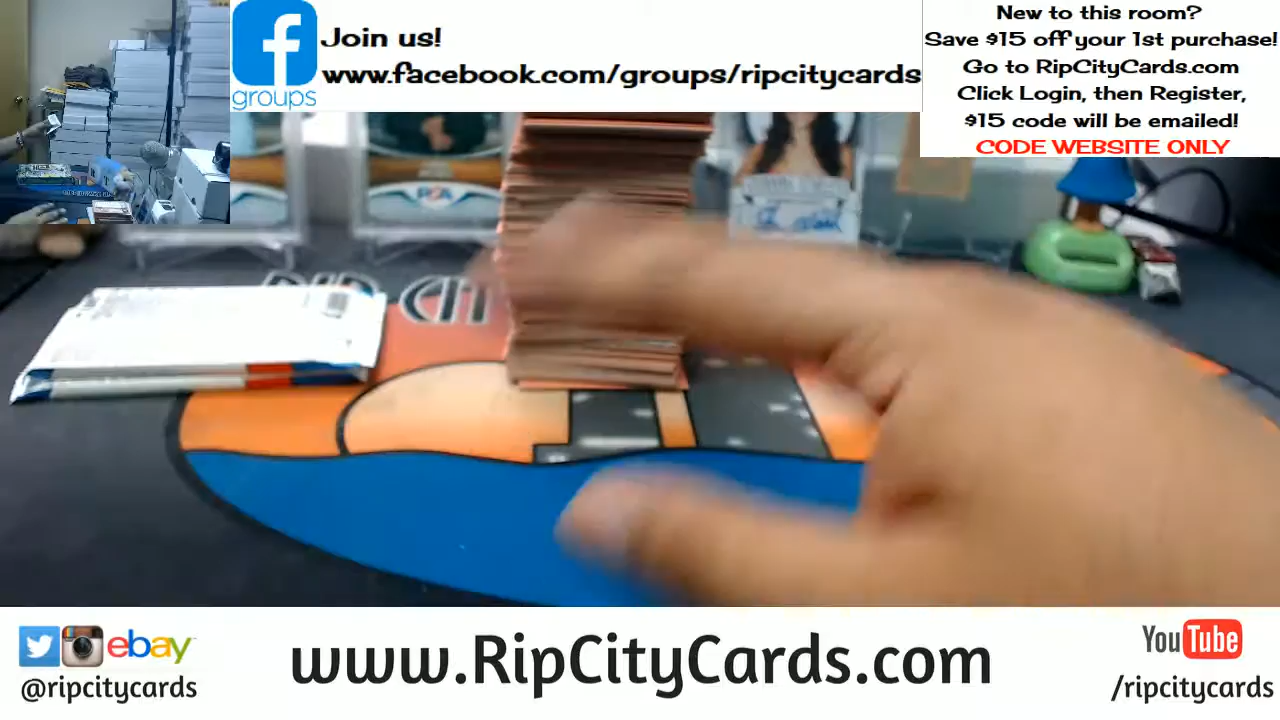 groups
Join us!
www.facebook.com/groups/ripcitycards
New to this room?
Save $15 off your 1st purchase!
Go to RipCityCards.com
Click Login, then Register,
$15 code will be emailed!
CODE WEBSITE ONLY
RIP CIT
ebay
@ripcitycards
www.RipCityCards.com
YouTube
/ripcitycards